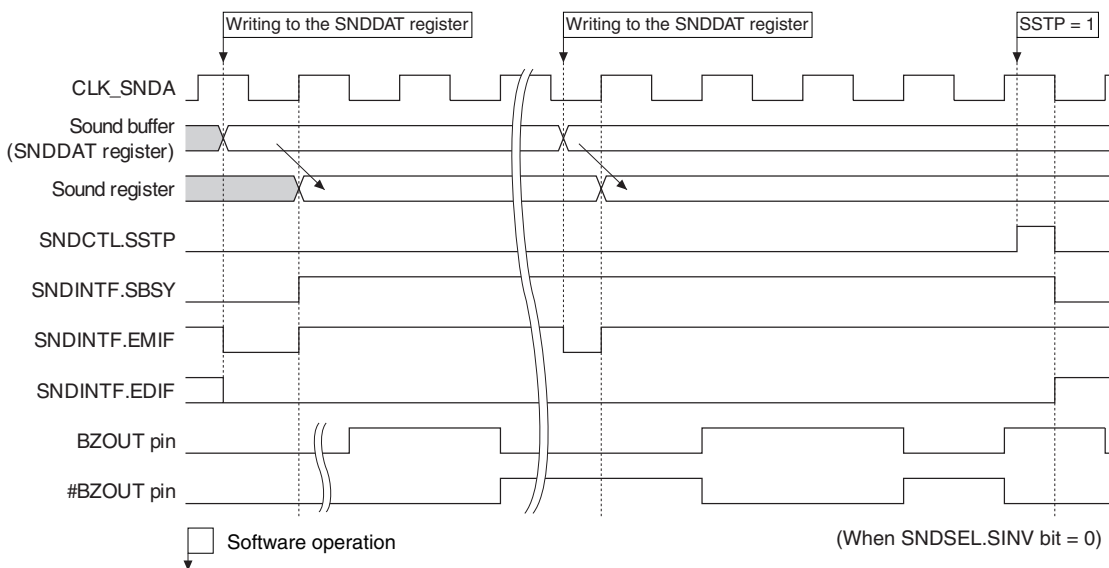 Writing to the SNDDAT register
Writing to the SNDDAT register
SSTP = 1
CLK_SNDA
Sound buffer
(SNDDAT register)
Sound register
SNDCTL.SSTP
SNDINTF.SBSY
SNDINTF.EMIF
SNDINTF.EDIF
BZOUT pin
#BZOUT pin
Software operation
(When SNDSEL.SINV bit = 0)